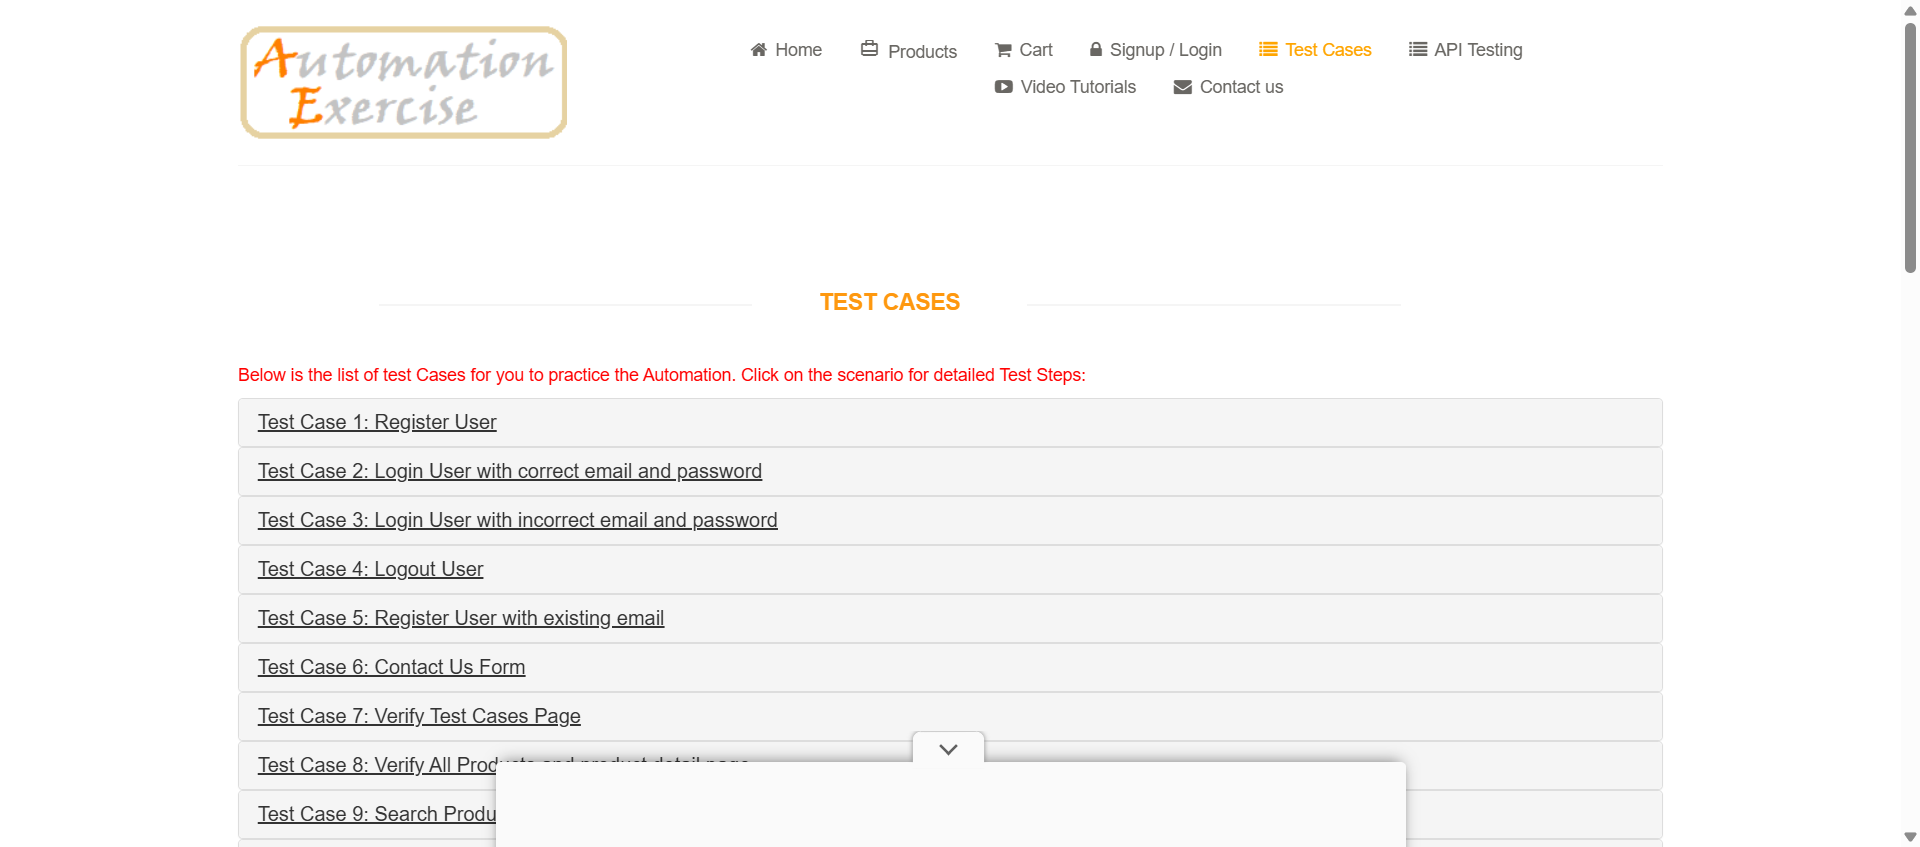 Automation
Exercise
Home Products Cart Signup / Login Test Cases API Testing
Video Tutorials Contact us
TEST CASES
Below is the list of test Cases for you to practice the Automation. Click on the scenario for detailed Test Steps:
Test Case 1: Register User
Test Case 2: Login User with correct email and password
Test Case 3: Login User with incorrect email and password
Test Case 4: Logout User
Test Case 5: Register User with existing email
Test Case 6: Contact Us Form
Test Case 7: Verify Test Cases Page
Test Case 8: Verify All Products and product detail page
Test Case 9: Search Produ